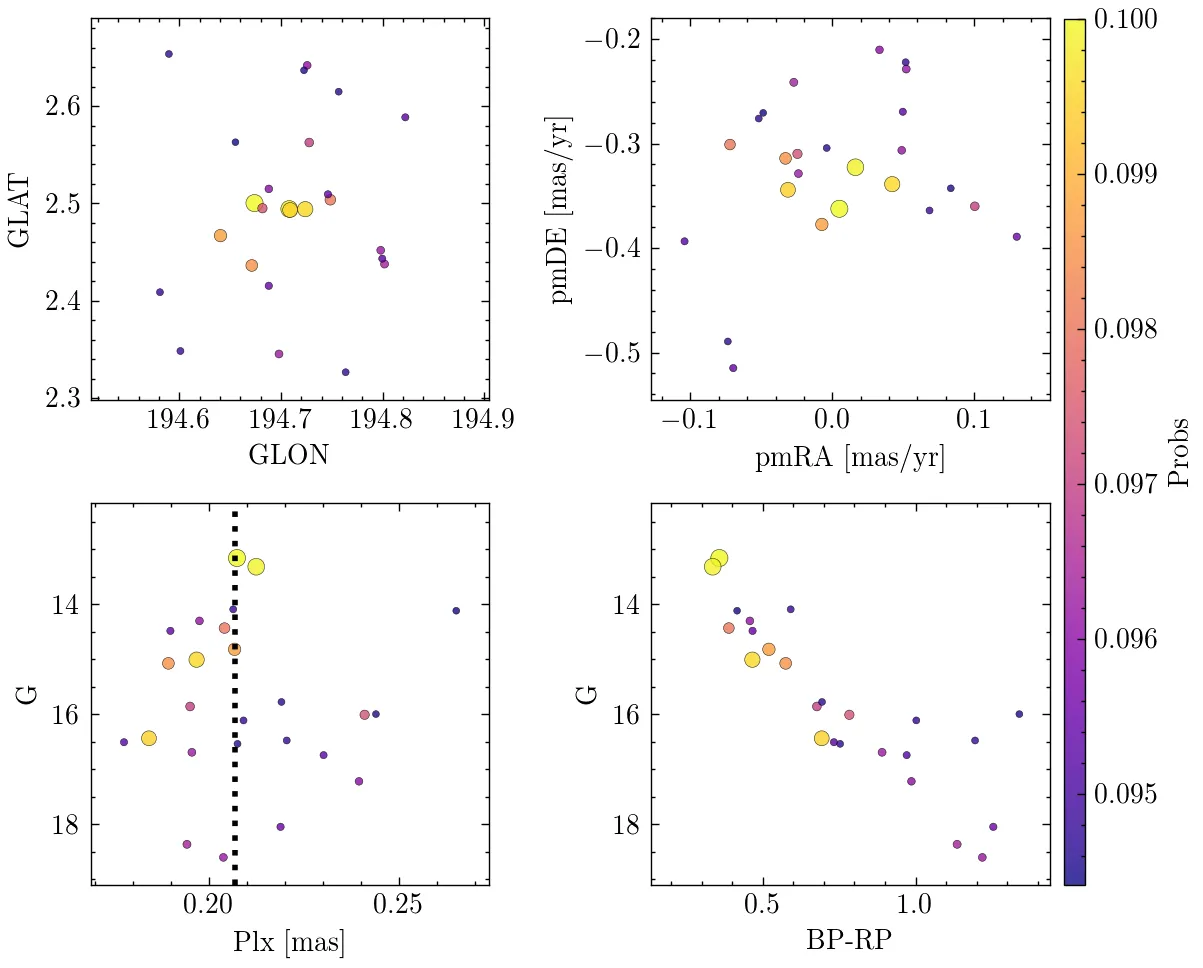 2.6
2.5
2.4
2.3
GLAT
194.6 194.7 194.8 194.9
GLON
−0.2
−0.3
−0.4
−0.5
pmDE [mas/yr]
−0.1 0.0 0.1
pmRA [mas/yr]
0.100
0.099
0.098
0.097
0.096
0.095
Probs
14
16
18
G
0.20 0.25
Plx [mas]
14
16
18
G
0.5 1.0
BP-RP